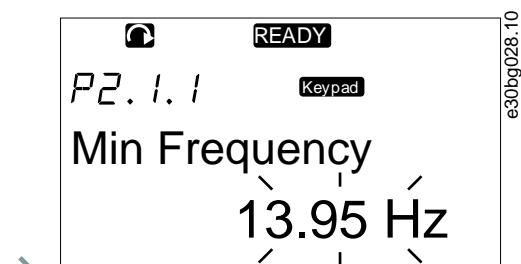 READY
P2.1.1
Keypad
Min Frequency
13.95 Hz
e30bg028.10